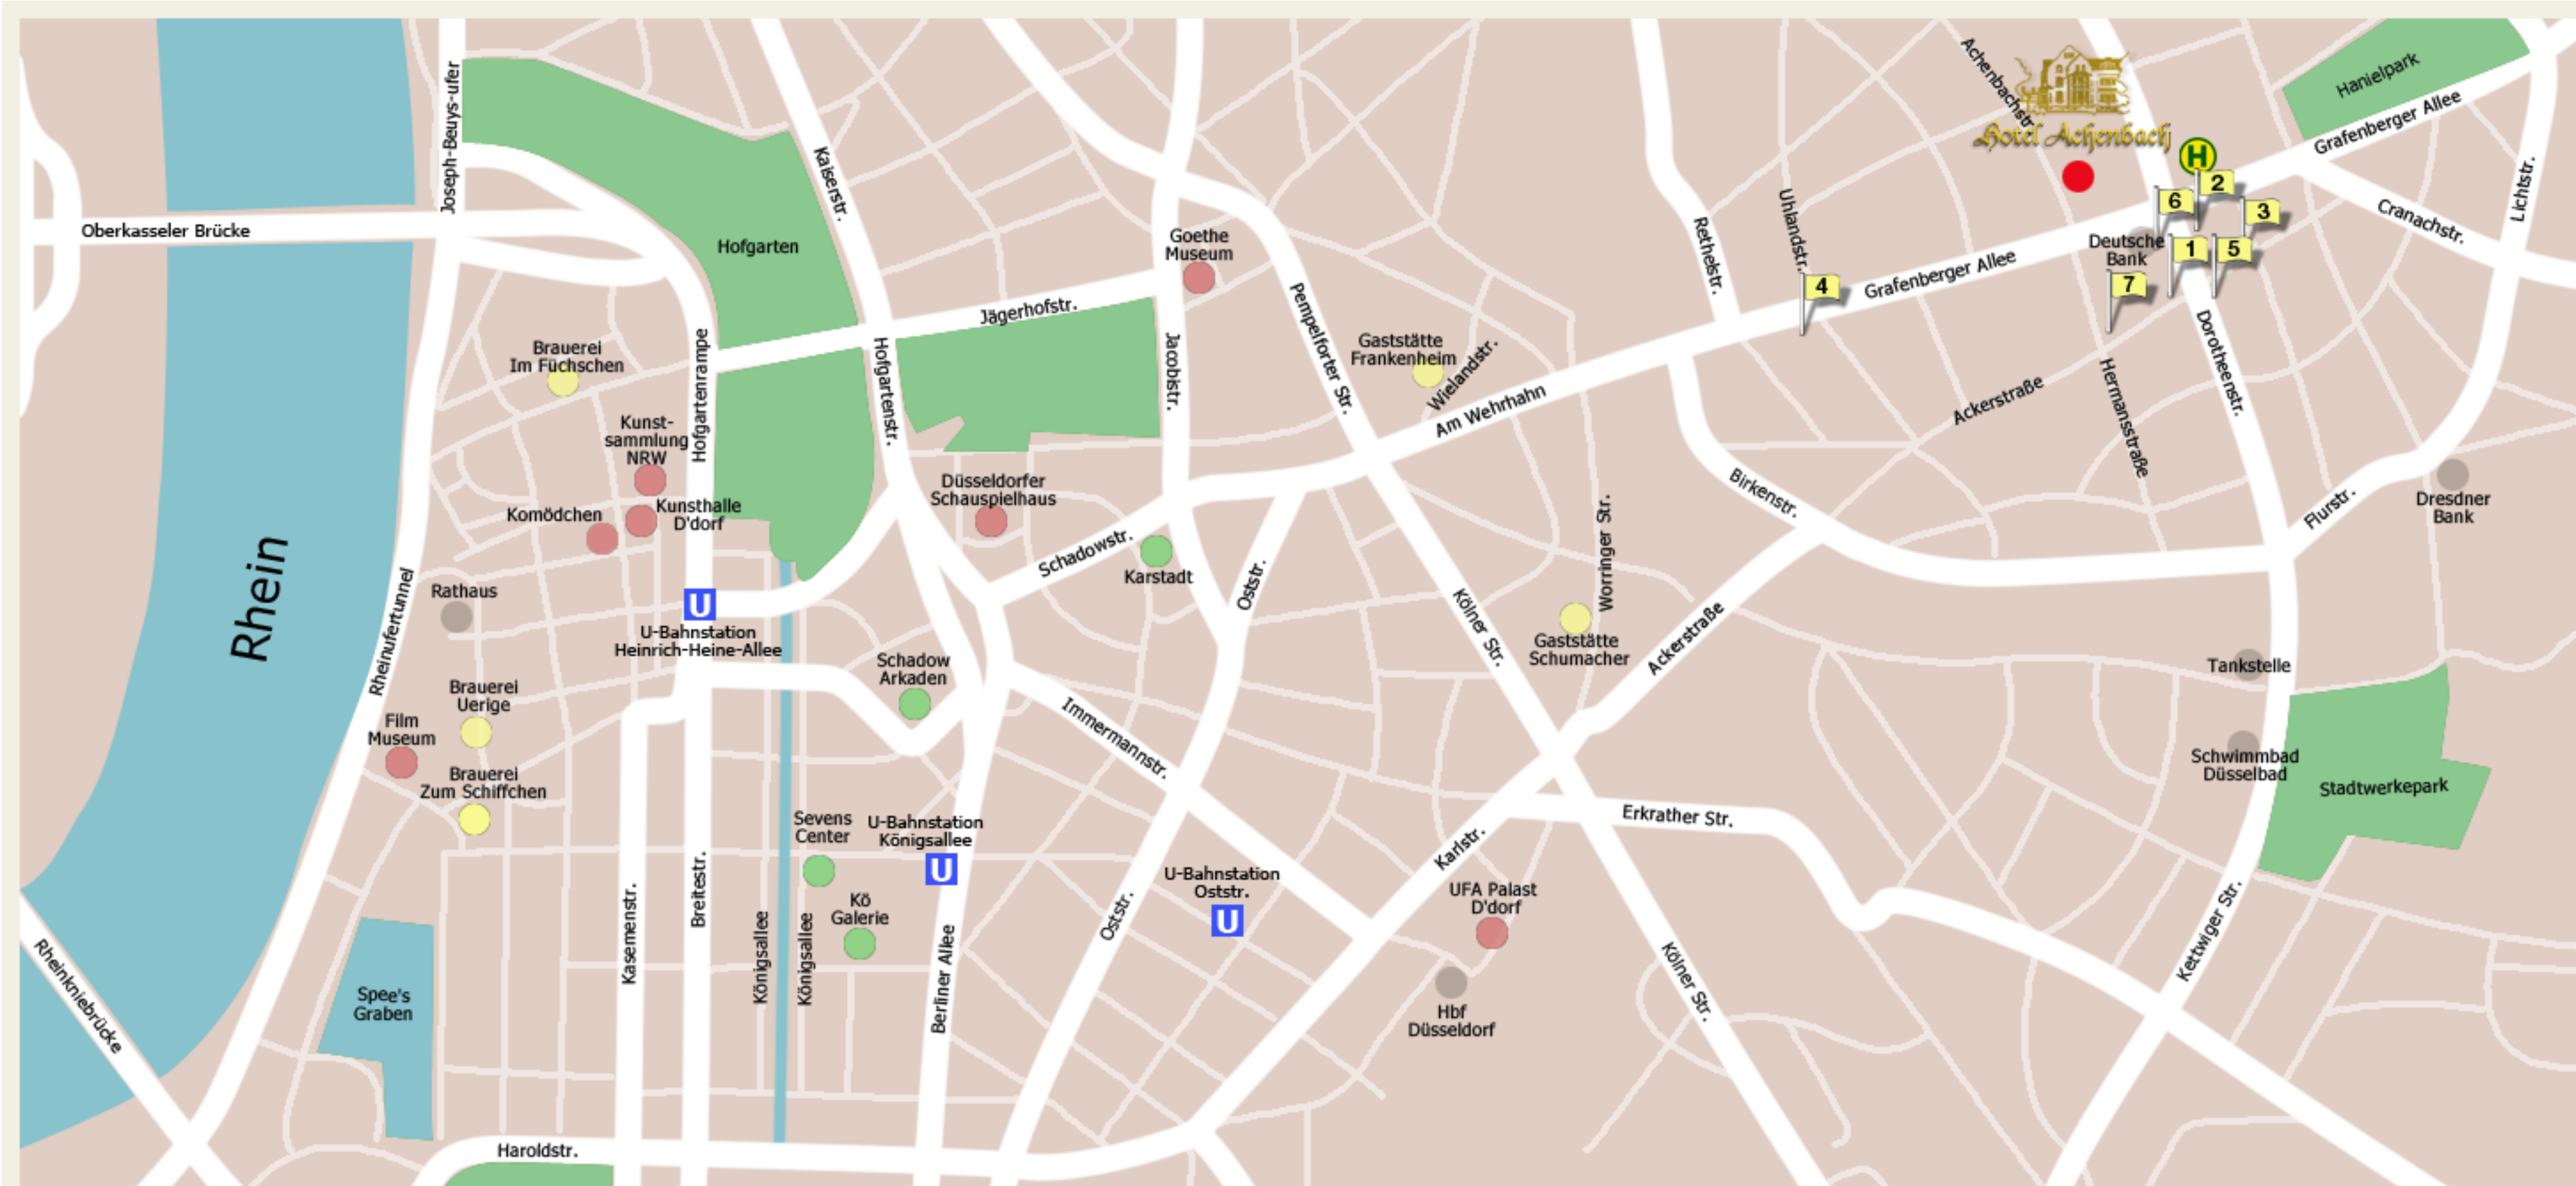 Joseph-Beuys-ufer
Oberkasseler Brücke
Kaiserstr.
Hofgarten
Goethe
Museum
Jägerhofstr.
Pempelforter Str.
Rethelstr.
Uhlandstr.
Achenbachstr.
Hotel Achenbach
H
Hanielpark
Grafenberger Allee
Lichtstr.
Cranachstr.
2
6
3
1
5
4
7
Deutsche
Bank
Grafenberger Allee
Brauerei
Im Füchschen
Hofgartenrampe
Hofgartenstr.
Jacobistr.
Gaststätte
Frankenheim
Wielandstr.
Am Wehrhahn
Ackerstraße
Hermansstraße
Dorotheenstr.
Kunst-
sammlung
NRW
Kunsthalle
D'dorf
Komödchen
Düsseldorfer
Schauspielhaus
Schadowstr.
Karstadt
Oststr.
Birkenstr.
Worringer Str.
Flurstr.
Dresdner
Bank
Rhein
Rheinufertunnel
Rathaus
U
U-Bahnstation
Heinrich-Heine-Allee
Schadow
Arkaden
Kölner Str.
Gaststätte
Schumacher
Ackerstraße
Tankstelle
Brauerei
Uerige
Film
Museum
Brauerei
Zum Schiffchen
Immermannstr.
Schwimmbad
Düsselbad
Stadtwerkepark
Sevens
Center
U-Bahnstation
Königsallee
U
Kö
Galerie
Erkrather Str.
Karlstr.
U-Bahnstation
Oststr.
U
UFA Palast
D'dorf
Kasemenstr.
Breitestr.
Königsallee
Königsallee
Berliner Allee
Oststr.
Kölner Str.
Kettwiger Str.
Hbf
Düsseldorf
Rheinkniebrücke
Spee's
Graben
Haroldstr.